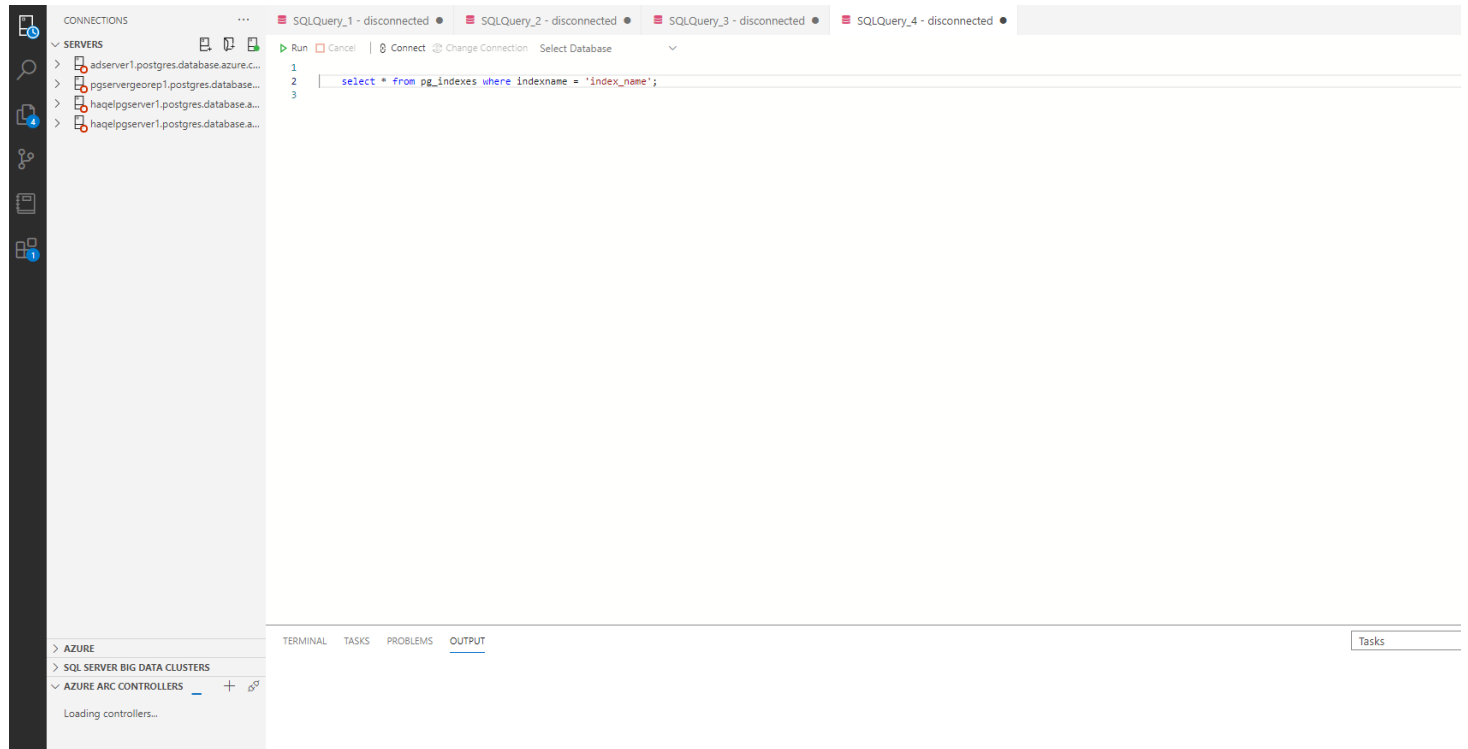 CONNECTIONS ...
SERVERS
adserver1.postgres.database.azure.c...
pgservergeorep1.postgres.database...
haqelpgserver1.postgres.database.a...
haqelpgserver1.postgres.database.a...
AZURE
SQL SERVER BIG DATA CLUSTERS
AZURE ARC CONTROLLERS
Loading controllers...
4
1
SQLQuery_1 - disconnected ● SQLQuery_2 - disconnected ● SQLQuery_3 - disconnected ● SQLQuery_4 - disconnected ●
Run Cancel | Connect Change Connection Select Database
1
2 select * from pg_indexes where indexname = 'index_name';
3
TERMINAL TASKS PROBLEMS OUTPUT Tasks